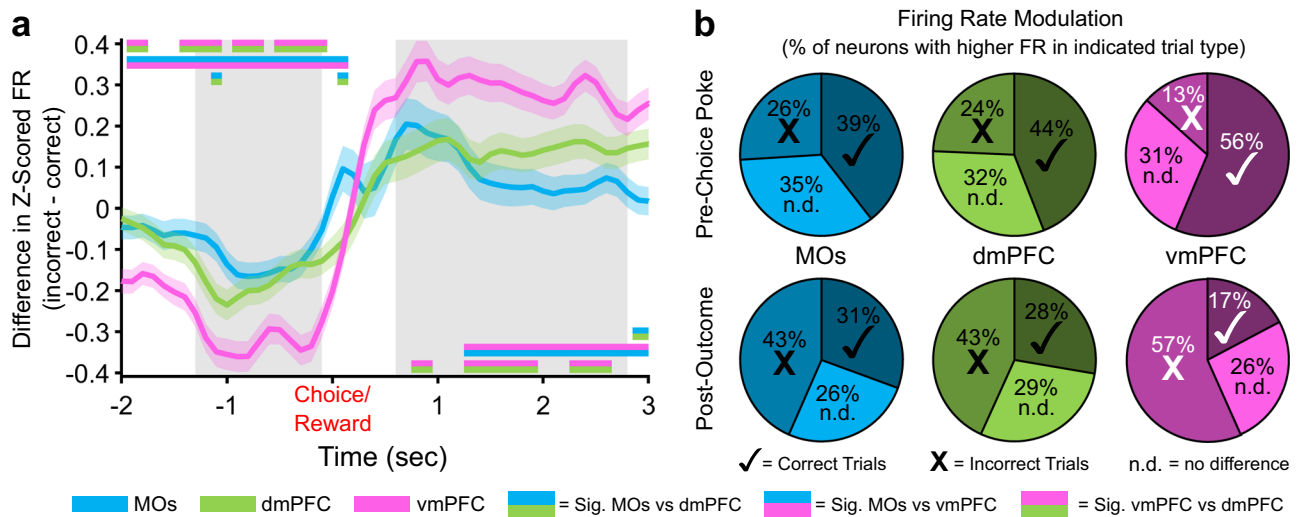 a
Difference in Z-Scored FR
(incorrect - correct)
0.4
0.3
0.2
0.1
0
-0.1
-0.2
-0.3
-0.4
-2
-1
Choice/
Reward
1
2
3
Time (sec)
b
Firing Rate Modulation
(% of neurons with higher FR in indicated trial type)
Pre-Choice Poke
26%
X
39%
✓
35%
n.d.
24%
X
44%
✓
32%
n.d.
13%
X
56%
✓
31%
n.d.
MOs
dmPFC
vmPFC
Post-Outcome
43%
X
31%
✓
26%
n.d.
43%
X
28%
✓
29%
n.d.
57%
X
17%
✓
26%
n.d.
✓ = Correct Trials
X = Incorrect Trials
n.d. = no difference
MOs
dmPFC
vmPFC
= Sig. MOs vs dmPFC
= Sig. MOs vs vmPFC
= Sig. vmPFC vs dmPFC